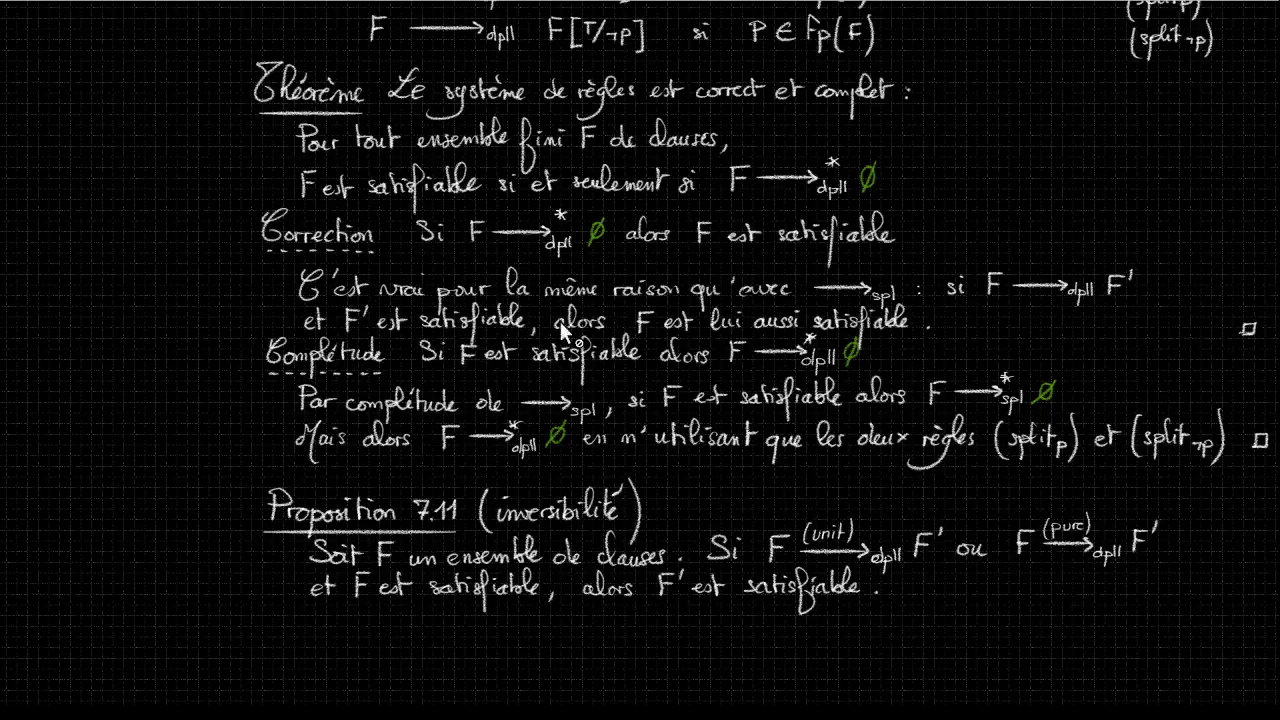 (split p)
F →dpll F[T/¬P] si P ∈ fp(F) (split ¬p)
Théorème Le système de règles est correct et complet :
Pour tout ensemble fini F de clauses,
F est satisfiable si et seulement si F →*dpll ∅
Correction Si F →*dpll ∅ alors F est satisfiable
C'est vrai pour la même raison qu'avec →spl : si F →dpll F'
et F' est satisfiable, alors F est lui aussi satisfiable. □
Complétude Si F est satisfiable alors F →*dpll ∅
Par complétude de →spl, si F est satisfiable alors F →*spl ∅
Mais alors F →*dpll ∅ en n'utilisant que les deux règles (split p) et (split ¬p) □
Proposition 7.11 (inversibilité)
Soit F un ensemble de clauses. Si F (unit)→dpll F' ou F (pure)→dpll F'
et F est satisfiable, alors F' est satisfiable.